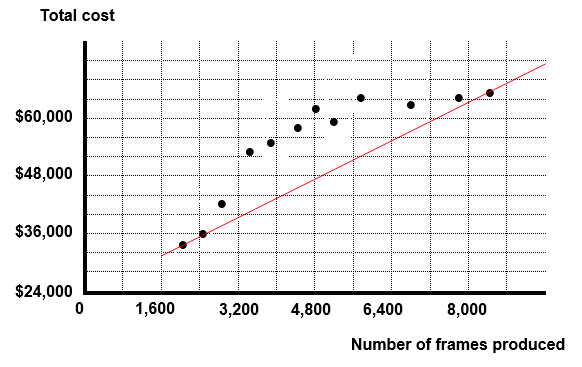 Total cost
$60,000
$48,000
$36,000
$24,000
0 1,600 3,200 4,800 6,400 8,000
Number of frames produced